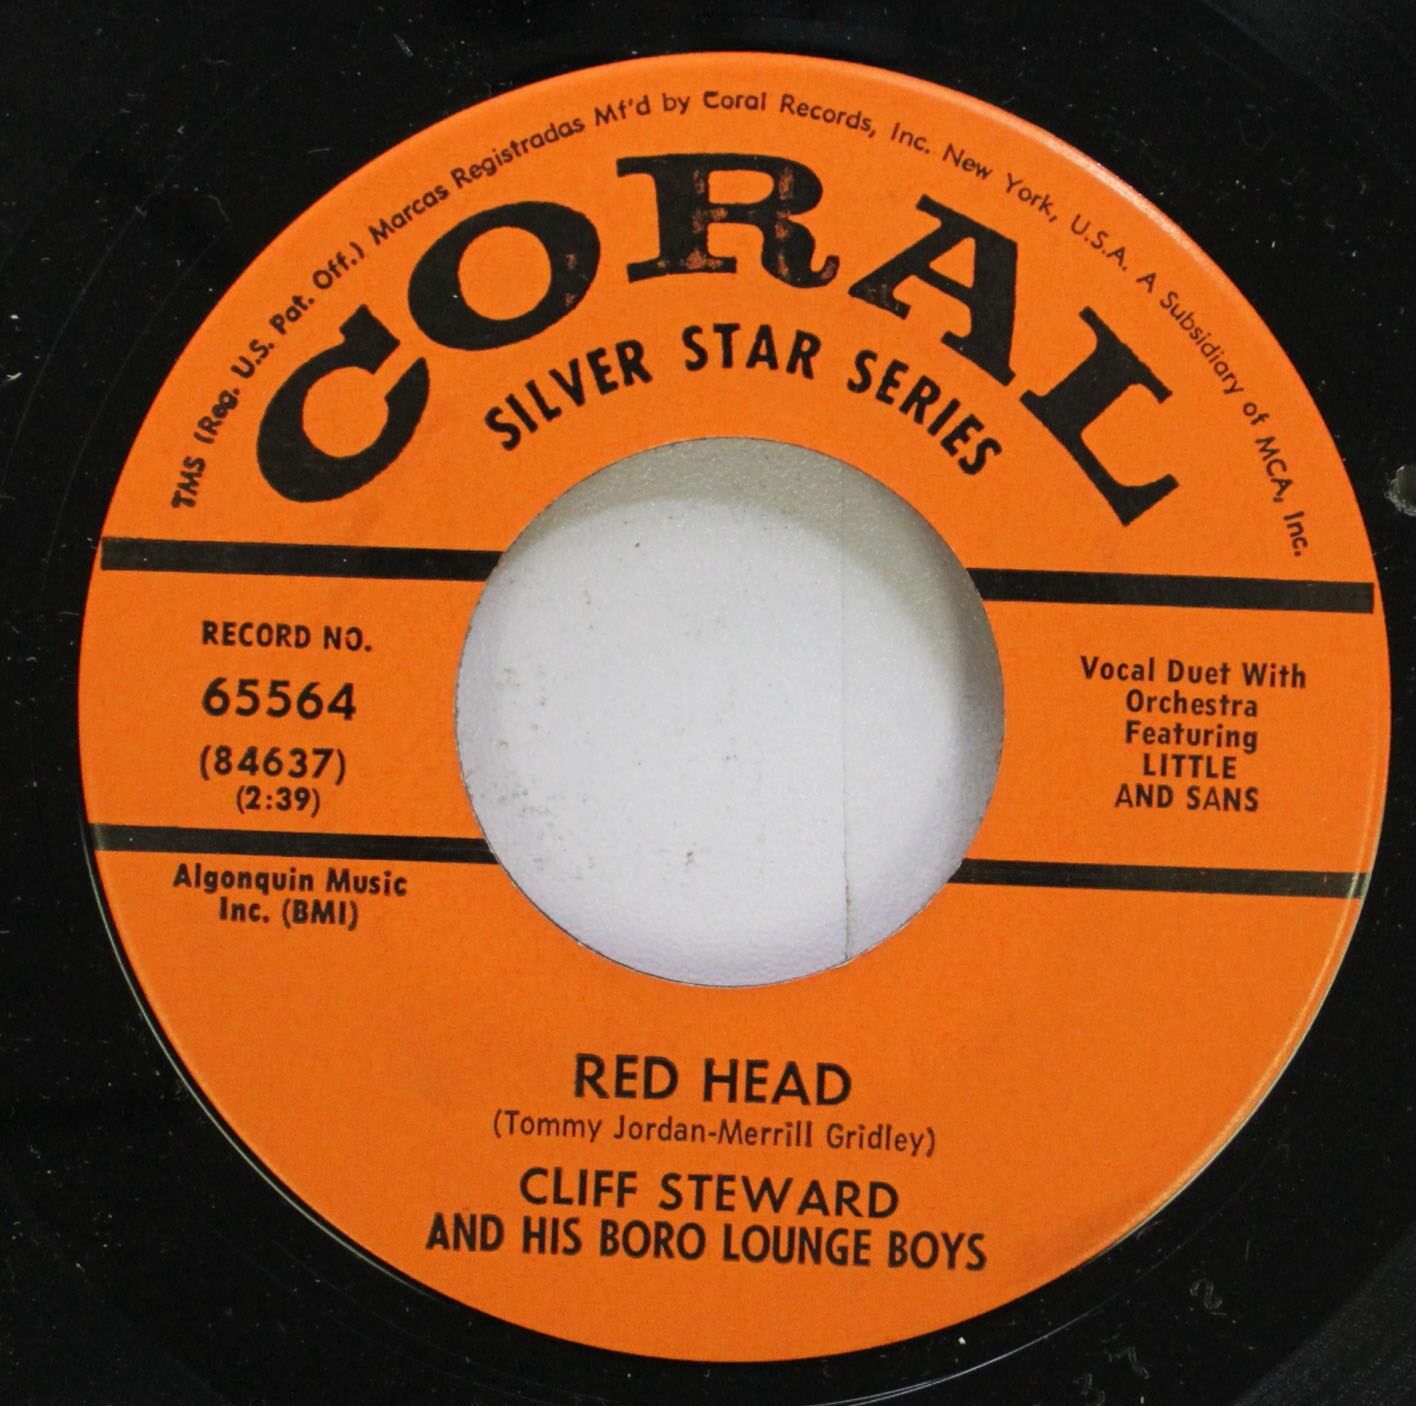 TMS (Reg. U.S. Pat. Off.) Marcas Registradas Mf'd by Coral Records, Inc. New York, U.S.A. A Subsidiary of MCA, Inc.
CORAL
SILVER STAR SERIES
RECORD NO.
65564
(84637)
(2:39)
Vocal Duet With
Orchestra
Featuring
LITTLE
AND SANS
Algonquin Music
Inc. (BMI)
RED HEAD
(Tommy Jordan-Merrill Gridley)
CLIFF STEWARD
AND HIS BORO LOUNGE BOYS